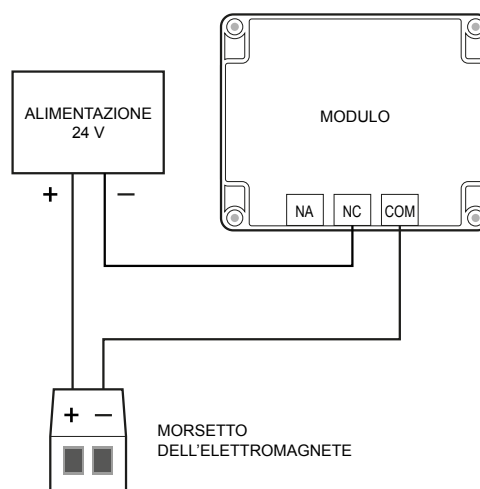 ALIMENTAZIONE
24 V
+ −
MODULO
NA NC COM
+ −
MORSETTO
DELL'ELETTROMAGNETE